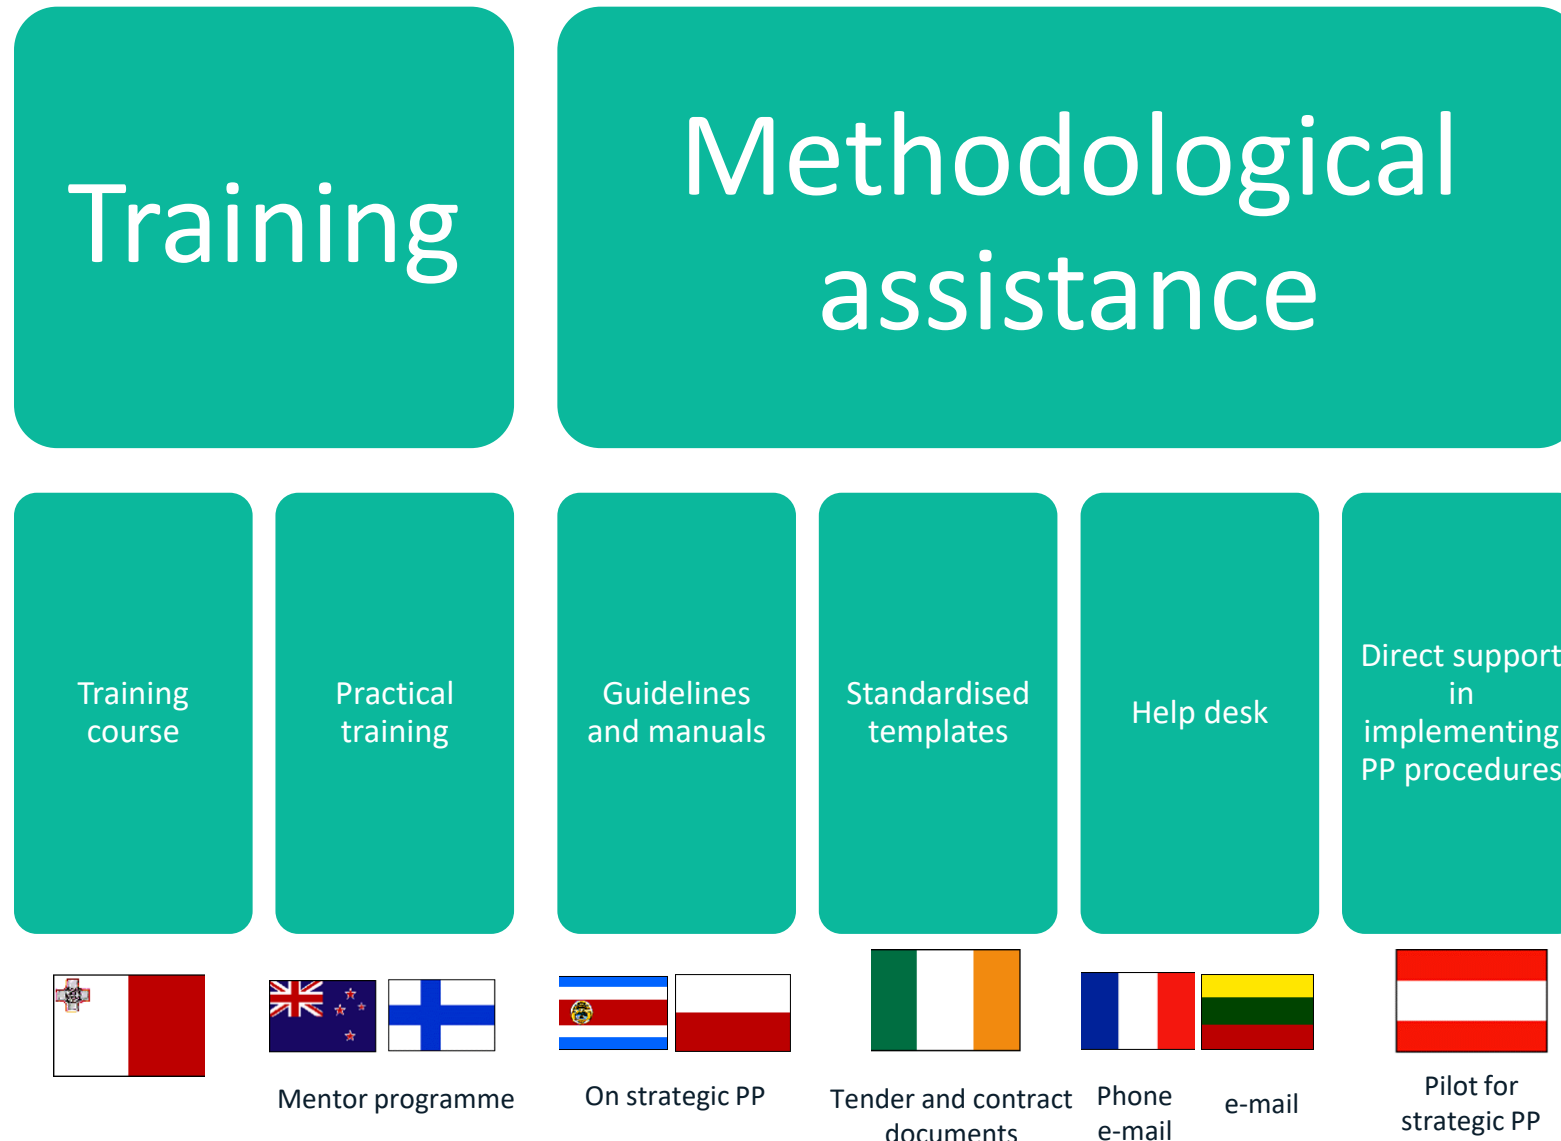 Training
Methodological
assistance
Training
course
Practical
training
Guidelines
and manuals
Standardised
templates
Help desk
Direct support
in
implementing
PP procedures
Mentor programme
On strategic PP
Tender and contract
documents
Phone
e-mail
e-mail
Pilot for
strategic PP